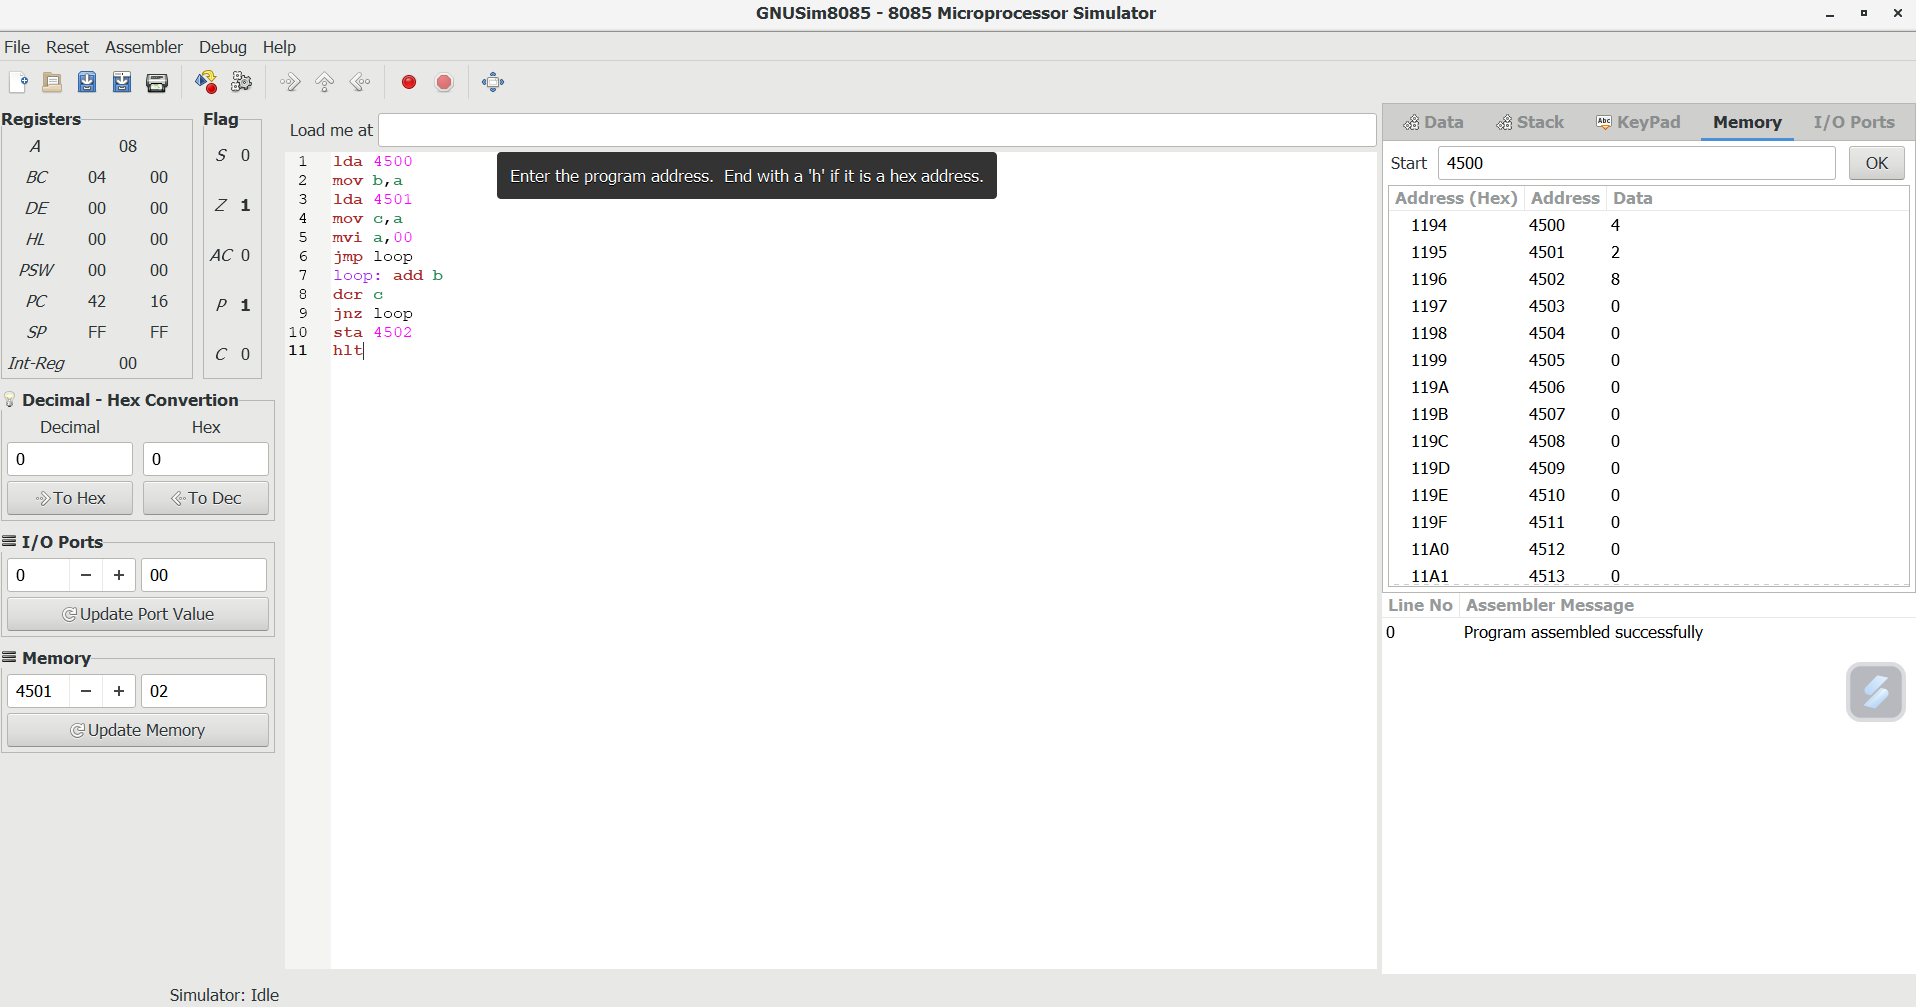 GNUSim8085 - 8085 Microprocessor Simulator
File Reset Assembler Debug Help
Registers
A 08
BC 04 00
DE 00 00
HL 00 00
PSW 00 00
PC 42 16
SP FF FF
Int-Reg 00
Flag
S 0
Z 1
AC 0
P 1
C 0
Decimal - Hex Convertion
Decimal Hex
0 0
To Hex To Dec
I/O Ports
0 − + 00
Update Port Value
Memory
4501 − + 02
Update Memory
Load me at
Enter the program address. End with a 'h' if it is a hex address.
1 lda 4500
2 mov b,a
3 lda 4501
4 mov c,a
5 mvi a,00
6 jmp loop
7 loop: add b
8 dcr c
9 jnz loop
10 sta 4502
11 hlt
Data Stack Abc KeyPad Memory I/O Ports
Start 4500 OK
Address (Hex) Address Data
1194 4500 4
1195 4501 2
1196 4502 8
1197 4503 0
1198 4504 0
1199 4505 0
119A 4506 0
119B 4507 0
119C 4508 0
119D 4509 0
119E 4510 0
119F 4511 0
11A0 4512 0
11A1 4513 0
Line No Assembler Message
0 Program assembled successfully
Simulator: Idle